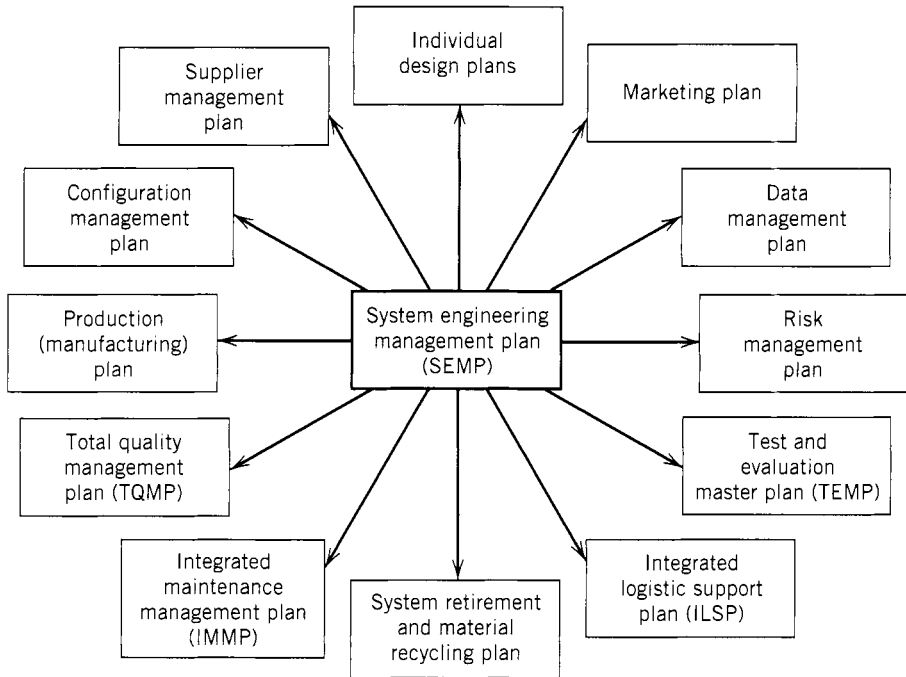 Individual
design plans
Supplier
management
plan
Marketing plan
Configuration
management
plan
Data
management
plan
Production
(manufacturing)
plan
System engineering
management plan
(SEMP)
Risk
management
plan
Total quality
management
plan (TQMP)
Test and
evaluation
master plan (TEMP)
Integrated
maintenance
management plan
(IMMP)
System retirement
and material
recycling plan
Integrated
logistic support
plan (ILSP)